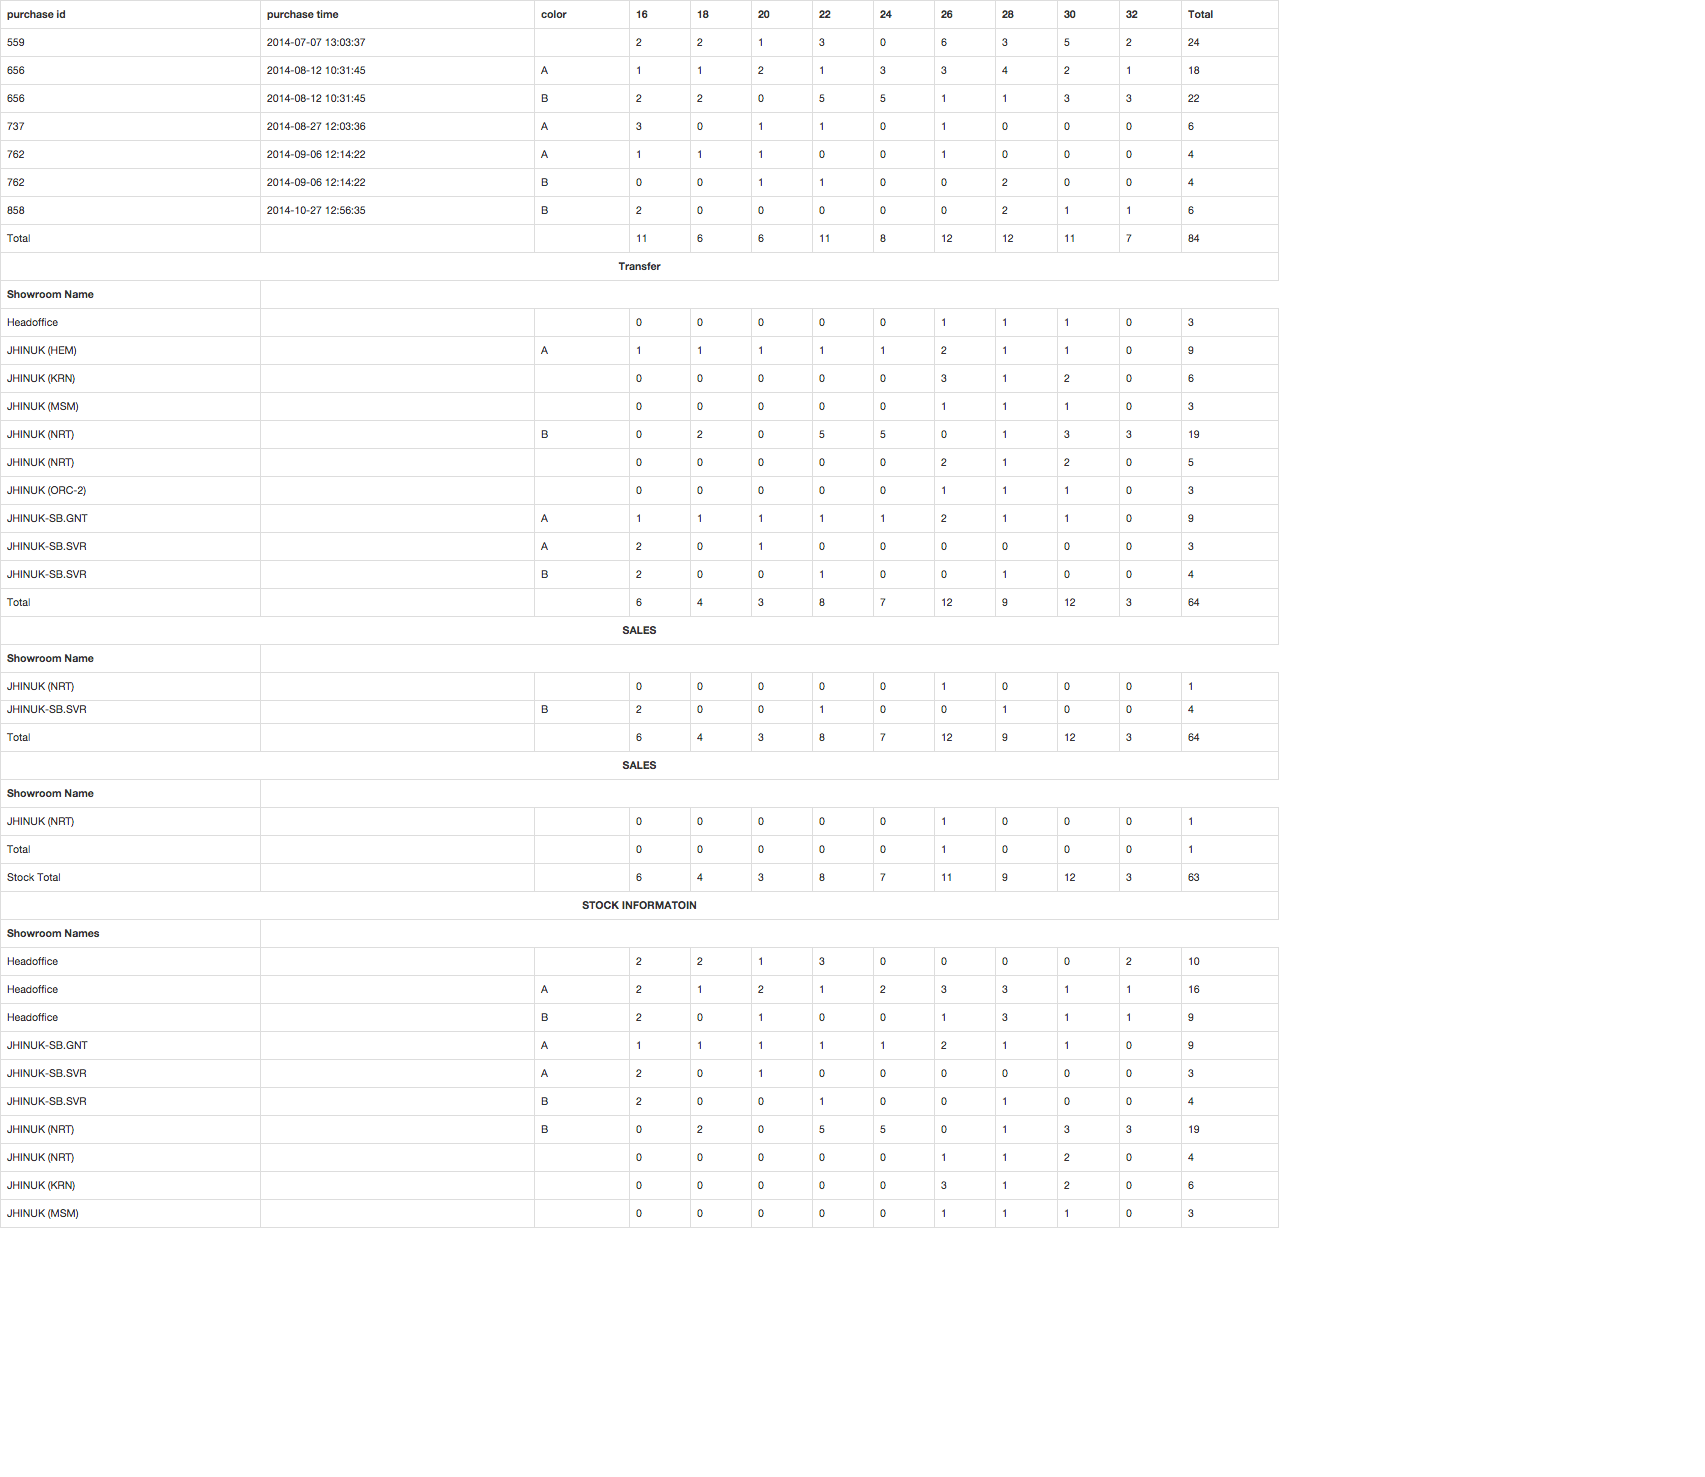 purchase id purchase time color 16 18 20 22 24 26 28 30 32 Total
559 2014-07-07 13:03:37 2 2 1 3 0 6 3 5 2 24
656 2014-08-12 10:31:45 A 1 1 2 1 3 3 4 2 1 18
656 2014-08-12 10:31:45 B 2 2 0 5 5 1 1 3 3 22
737 2014-08-27 12:03:36 A 3 0 1 1 0 1 0 0 0 6
762 2014-09-06 12:14:22 A 1 1 1 0 0 1 0 0 0 4
762 2014-09-06 12:14:22 B 0 0 1 1 0 0 2 0 0 4
858 2014-10-27 12:56:35 B 2 0 0 0 0 0 2 1 1 6
Total 11 6 6 11 8 12 12 11 7 84
Transfer
Showroom Name
Headoffice 0 0 0 0 0 1 1 1 0 3
JHINUK (HEM) A 1 1 1 1 1 2 1 1 0 9
JHINUK (KRN) 0 0 0 0 0 3 1 2 0 6
JHINUK (MSM) 0 0 0 0 0 1 1 1 0 3
JHINUK (NRT) B 0 2 0 5 5 0 1 3 3 19
JHINUK (NRT) 0 0 0 0 0 2 1 2 0 5
JHINUK (ORC-2) 0 0 0 0 0 1 1 1 0 3
JHINUK-SB.GNT A 1 1 1 1 1 2 1 1 0 9
JHINUK-SB.SVR A 2 0 1 0 0 0 0 0 0 3
JHINUK-SB.SVR B 2 0 0 1 0 0 1 0 0 4
Total 6 4 3 8 7 12 9 12 3 64
SALES
Showroom Name
JHINUK (NRT) 0 0 0 0 0 1 0 0 0 1
JHINUK-SB.SVR B 2 0 0 1 0 0 1 0 0 4
Total 6 4 3 8 7 12 9 12 3 64
SALES
Showroom Name
JHINUK (NRT) 0 0 0 0 0 1 0 0 0 1
Total 0 0 0 0 0 1 0 0 0 1
Stock Total 6 4 3 8 7 11 9 12 3 63
STOCK INFORMATOIN
Showroom Names
Headoffice 2 2 1 3 0 0 0 0 2 10
Headoffice A 2 1 2 1 2 3 3 1 1 16
Headoffice B 2 0 1 0 0 1 3 1 1 9
JHINUK-SB.GNT A 1 1 1 1 1 2 1 1 0 9
JHINUK-SB.SVR A 2 0 1 0 0 0 0 0 0 3
JHINUK-SB.SVR B 2 0 0 1 0 0 1 0 0 4
JHINUK (NRT) B 0 2 0 5 5 0 1 3 3 19
JHINUK (NRT) 0 0 0 0 0 1 1 2 0 4
JHINUK (KRN) 0 0 0 0 0 3 1 2 0 6
JHINUK (MSM) 0 0 0 0 0 1 1 1 0 3